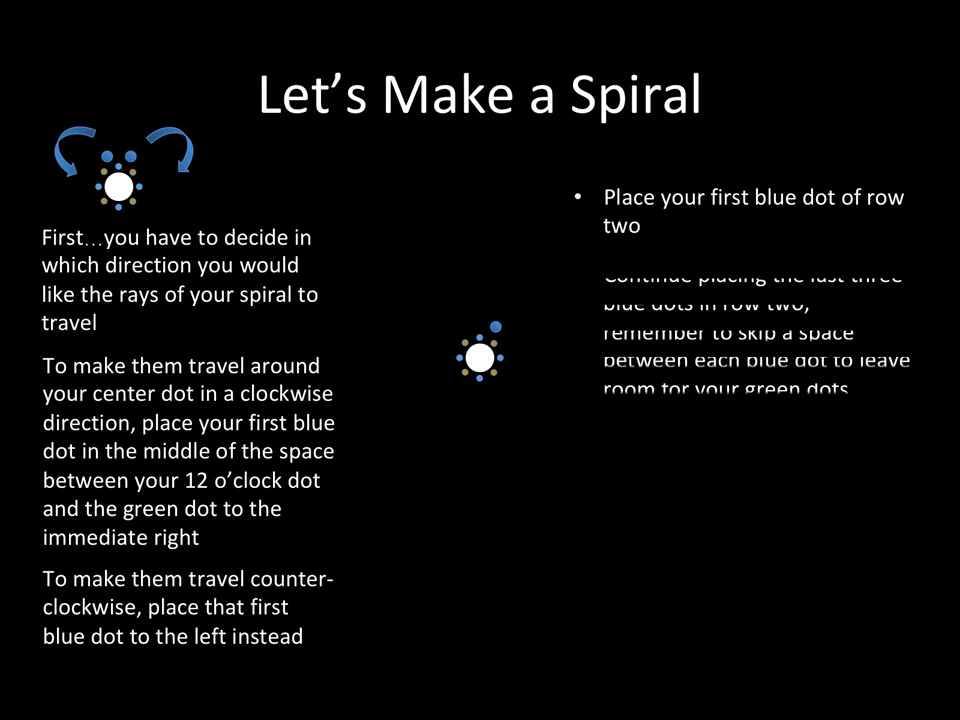 Let’s Make a Spiral
First…you have to decide in
which direction you would
like the rays of your spiral to
travel
To make them travel around
your center dot in a clockwise
direction, place your first blue
dot in the middle of the space
between your 12 o’clock dot
and the green dot to the
immediate right
To make them travel counter-
clockwise, place that first
blue dot to the left instead
• Place your first blue dot of row
two
Continue placing the last three
blue dots in row two,
remember to skip a space
between each blue dot to leave
room for your green dots